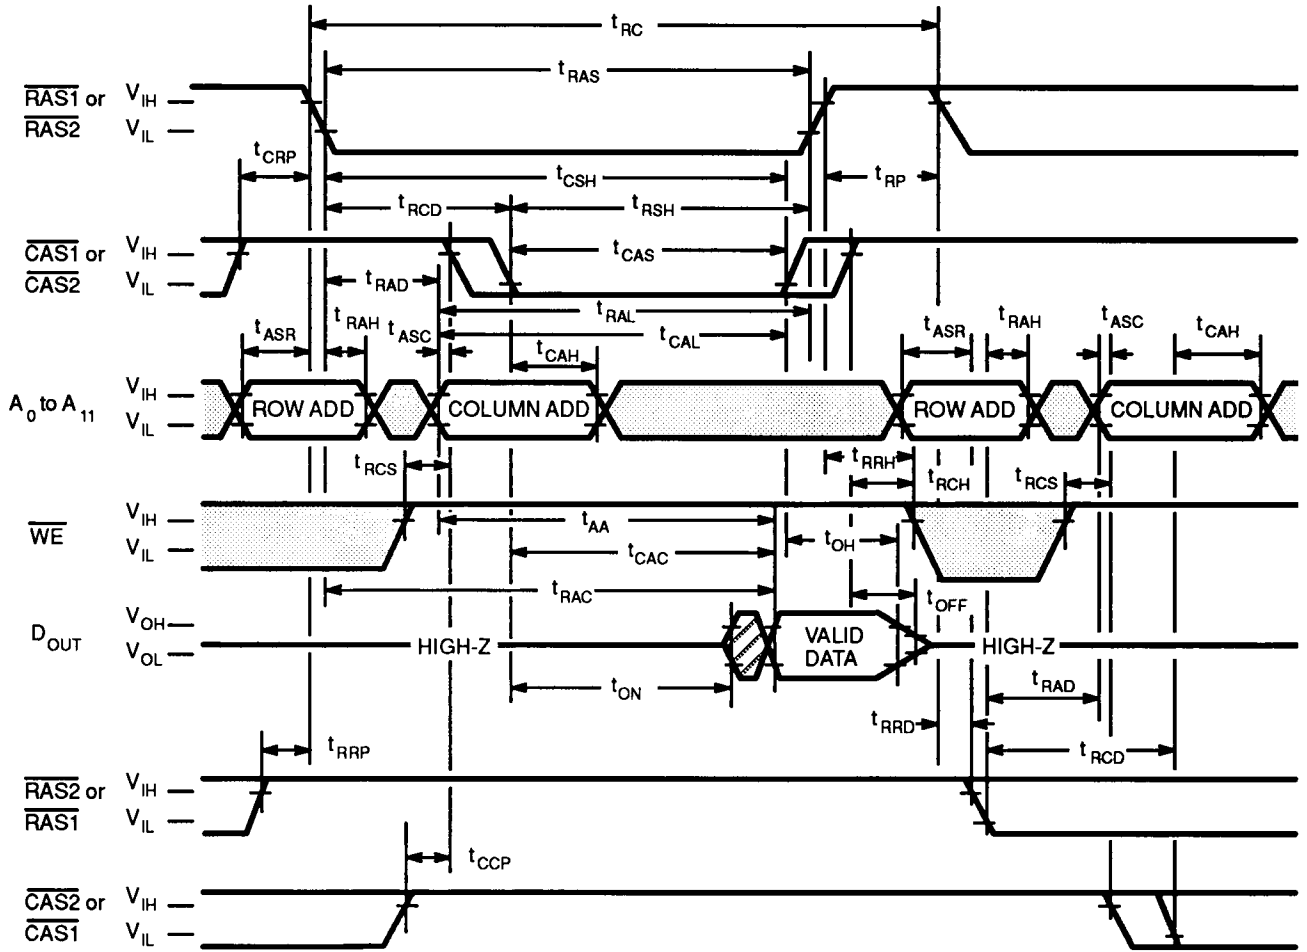 tRC
tRAS
RAS1 or VIH
RAS2 VIL
tCRP
tCSH
tRP
tRCD
tRSH
CAS1 or VIH
CAS2 VIL
tCAS
tRAD
tRAL
tASR
tRAH
tASC
tCAL
tCAH
tASR
tRAH
tASC
tCAH
A0 to A11
VIH
VIL
ROW ADD
COLUMN ADD
ROW ADD
COLUMN ADD
tRCS
tRRH
tRCH
tRCS
WE
VIH
VIL
tAA
tCAC
tOH
tRAC
tOFF
DOUT
VOH
VOL
HIGH-Z
VALID
DATA
HIGH-Z
tON
tRAD
tRRD
tRCD
tRRP
RAS2 or VIH
RAS1 VIL
tCCP
CAS2 or VIH
CAS1 VIL